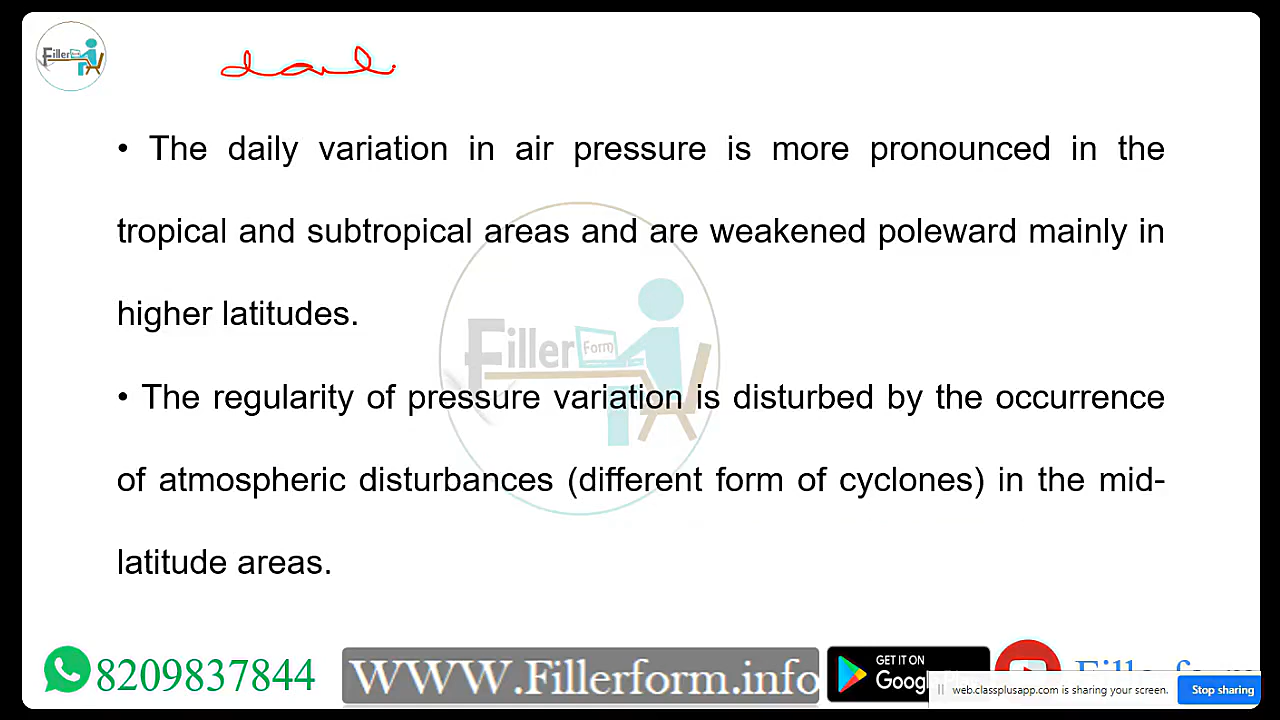 Filler
• The daily variation in air pressure is more pronounced in the
tropical and subtropical areas and are weakened poleward mainly in
higher latitudes.
Filler Form
• The regularity of pressure variation is disturbed by the occurrence
of atmospheric disturbances (different form of cyclones) in the mid-
latitude areas.
8209837844 WWW.Fillerform.info GET IT ON
web.classplusapp.com is sharing your screen. Stop sharing